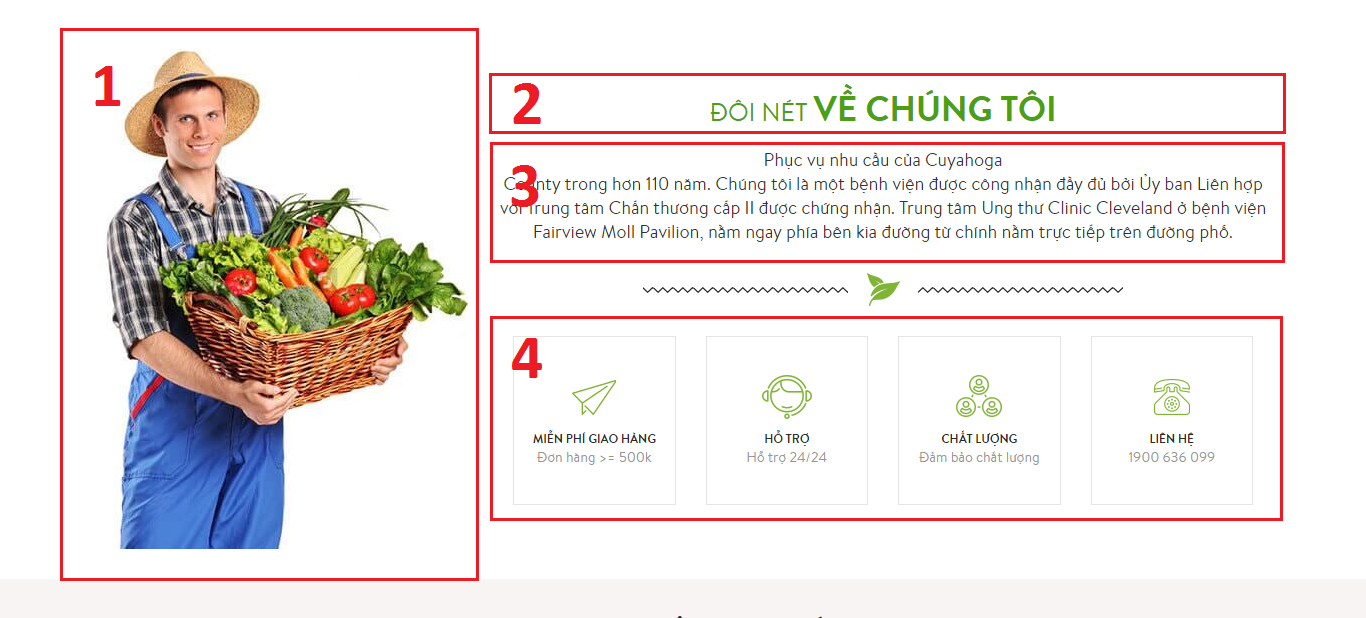 1
2
ĐÔI NÉT VỀ CHÚNG TÔI
3
Phục vụ nhu cầu của Cuyahoga
County trong hơn 110 năm. Chúng tôi là một bệnh viện được công nhận đầy đủ bởi Ủy ban Liên hợp
với Trung tâm Chấn thương cấp II được chứng nhận. Trung tâm Ung thư Clinic Cleveland ở bệnh viện
Fairview Moll Pavilion, nằm ngay phía bên kia đường từ chính nằm trực tiếp trên đường phố.
4
MIỄN PHÍ GIAO HÀNG
Đơn hàng >= 500k
HỖ TRỢ
Hỗ trợ 24/24
CHẤT LƯỢNG
Đảm bảo chất lượng
LIÊN HỆ
1900 636 099